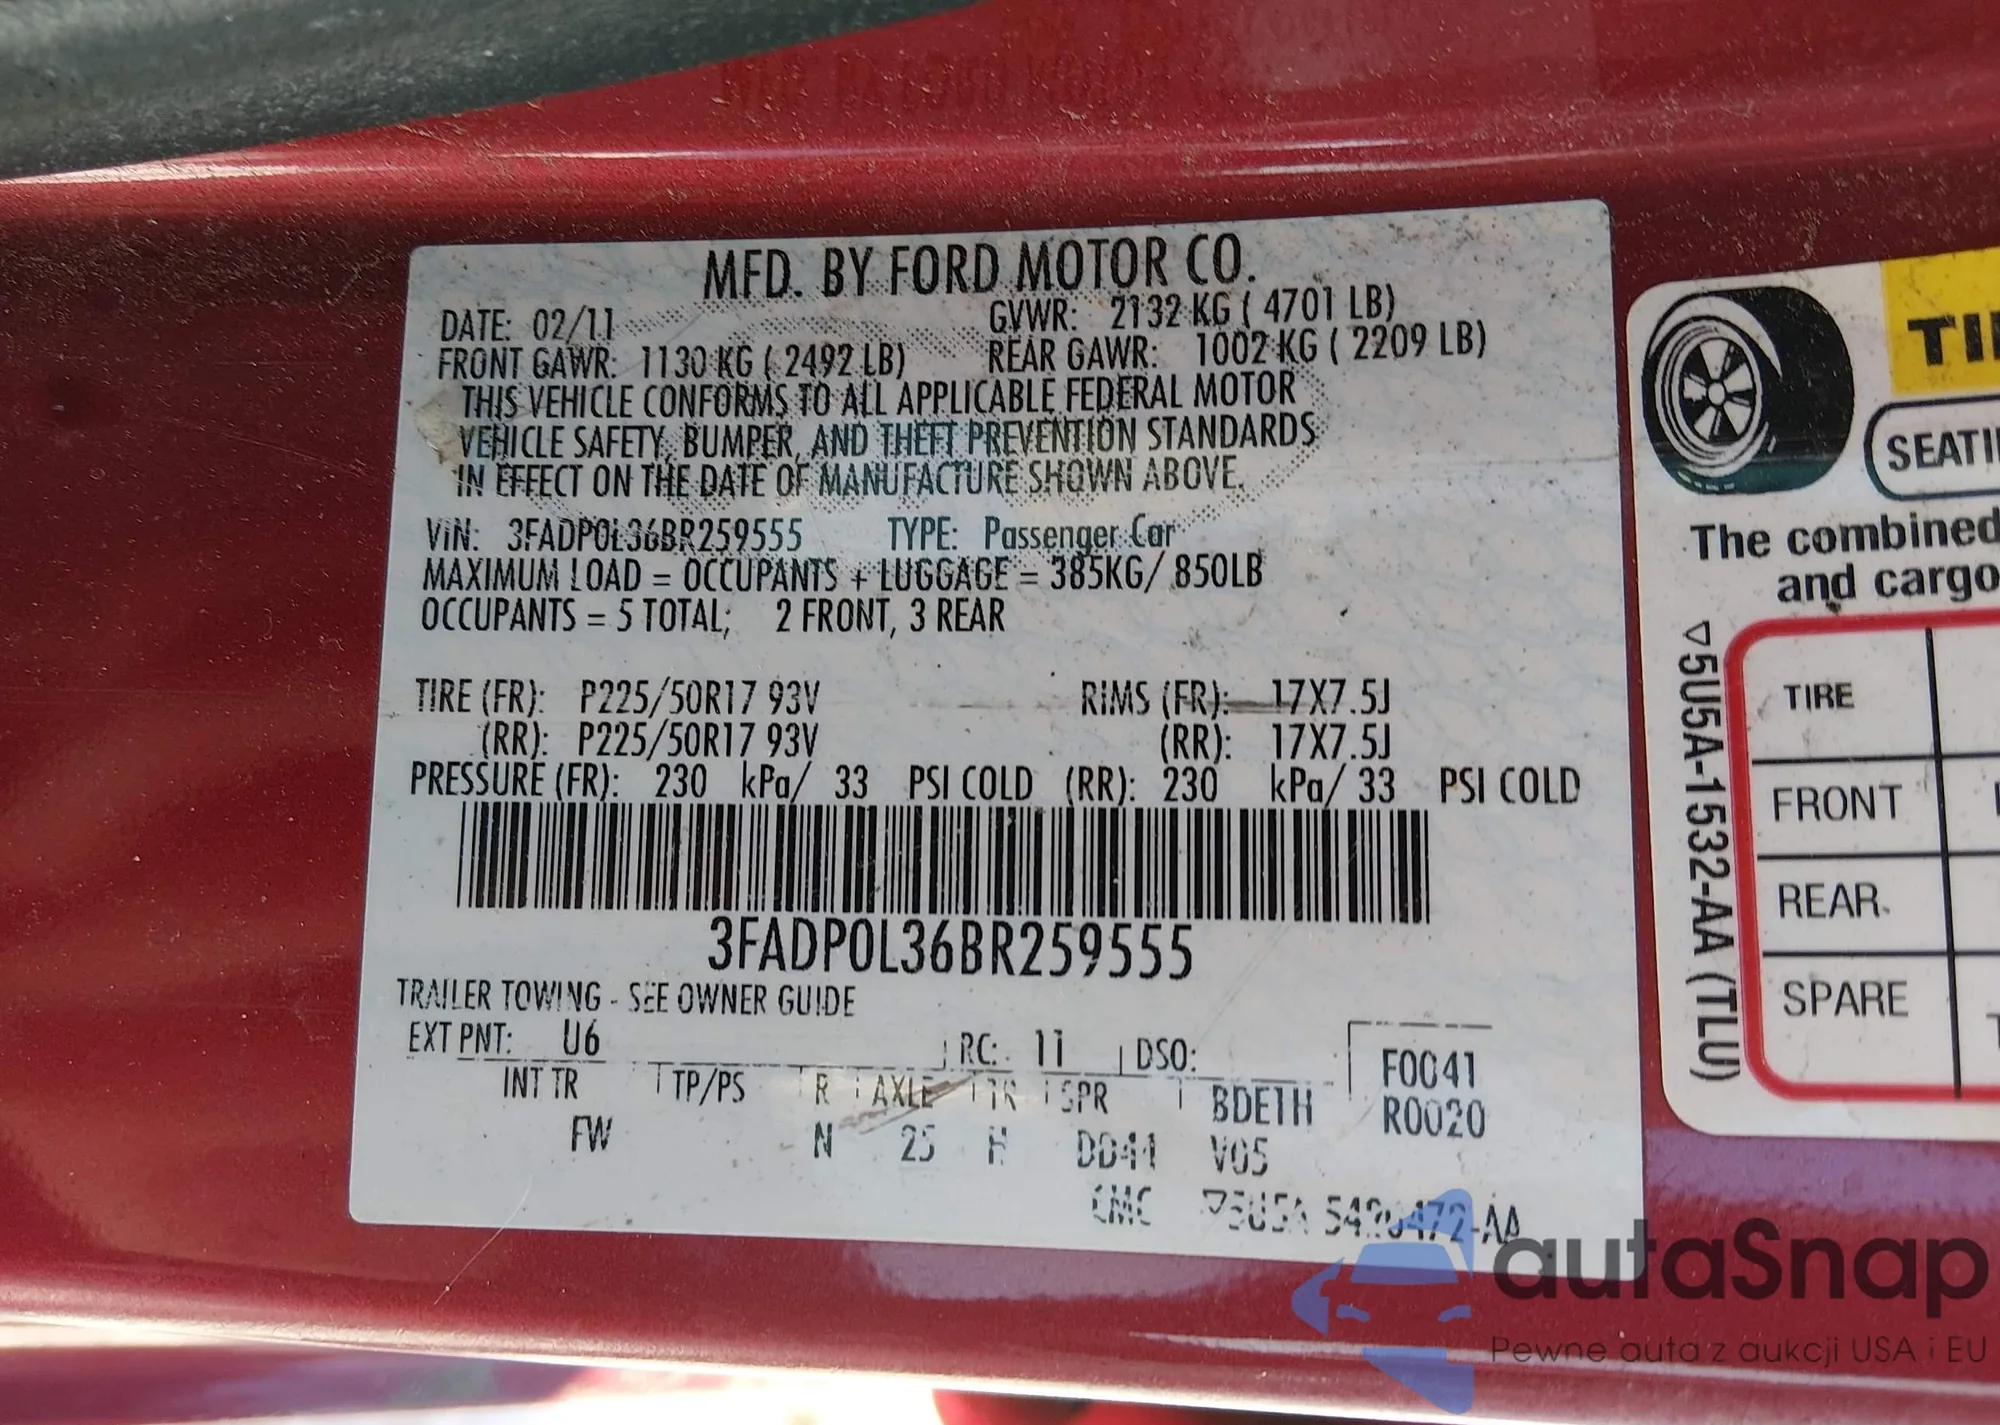 MFD. BY FORD MOTOR CO.
DATE: 02/11 GVWR: 2132 KG ( 4701 LB)
FRONT GAWR: 1130 KG ( 2492 LB) REAR GAWR: 1002 KG ( 2209 LB)
THIS VEHICLE CONFORMS TO ALL APPLICABLE FEDERAL MOTOR
VEHICLE SAFETY, BUMPER, AND THEFT PREVENTION STANDARDS
IN EFFECT ON THE DATE OF MANUFACTURE SHOWN ABOVE.
VIN: 3FADP0L36BR259555 TYPE: Passenger Car
MAXIMUM LOAD = OCCUPANTS + LUGGAGE = 385KG/ 850LB
OCCUPANTS = 5 TOTAL; 2 FRONT, 3 REAR
TIRE (FR): P225/50R17 93V RIMS (FR): 17X7.5J
(RR): P225/50R17 93V (RR): 17X7.5J
PRESSURE (FR): 230 kPa/ 33 PSI COLD (RR): 230 kPa/ 33 PSI COLD
3FADP0L36BR259555
TRAILER TOWING - SEE OWNER GUIDE
EXT PNT: U6 RC: 11 DSO:
F0041
INT TR TP/PS R AXLE TR SPR BDE1H
R0020
FW N 25 H DD44 V05
CMC
SEATI
The combined
and cargo
▽5U5A-1532-AA (TLU)
TIRE
FRONT
REAR
SPARE
autaSnap
Pewne auta z aukcji USA i EU